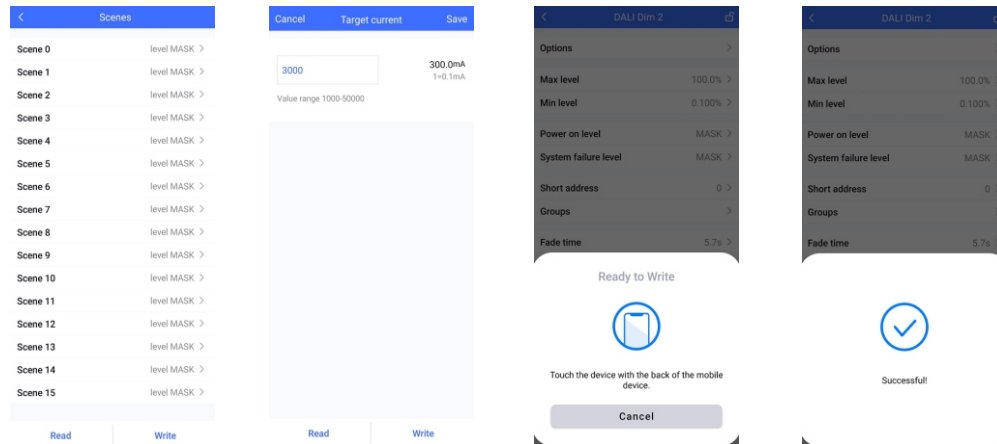 Scenes
Scene 0 level MASK
Scene 1 level MASK
Scene 2 level MASK
Scene 3 level MASK
Scene 4 level MASK
Scene 5 level MASK
Scene 6 level MASK
Scene 7 level MASK
Scene 8 level MASK
Scene 9 level MASK
Scene 10 level MASK
Scene 11 level MASK
Scene 12 level MASK
Scene 13 level MASK
Scene 14 level MASK
Scene 15 level MASK
Read Write
Cancel Target current Save
3000 300.0mA
1=0.1mA
Value range 1000-50000
Read Write
DALI Dim 2
Options
Max level 100.0%
Min level 0.100%
Power on level MASK
System failure level MASK
Short address 0
Groups
Fade time 5.7s
Ready to Write
Touch the device with the back of the mobile
device.
Cancel
DALI Dim 2
Options
Max level 100.0%
Min level 0.100%
Power on level MASK
System failure level MASK
Short address 0
Groups
Fade time 5.7s
Successful!